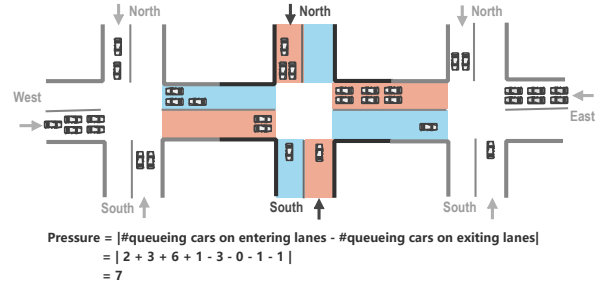 North North North
West
East
South South South
Pressure = |#queueing cars on entering lanes - #queueing cars on exiting lanes|
= | 2 + 3 + 6 + 1 - 3 - 0 - 1 - 1 |
= 7